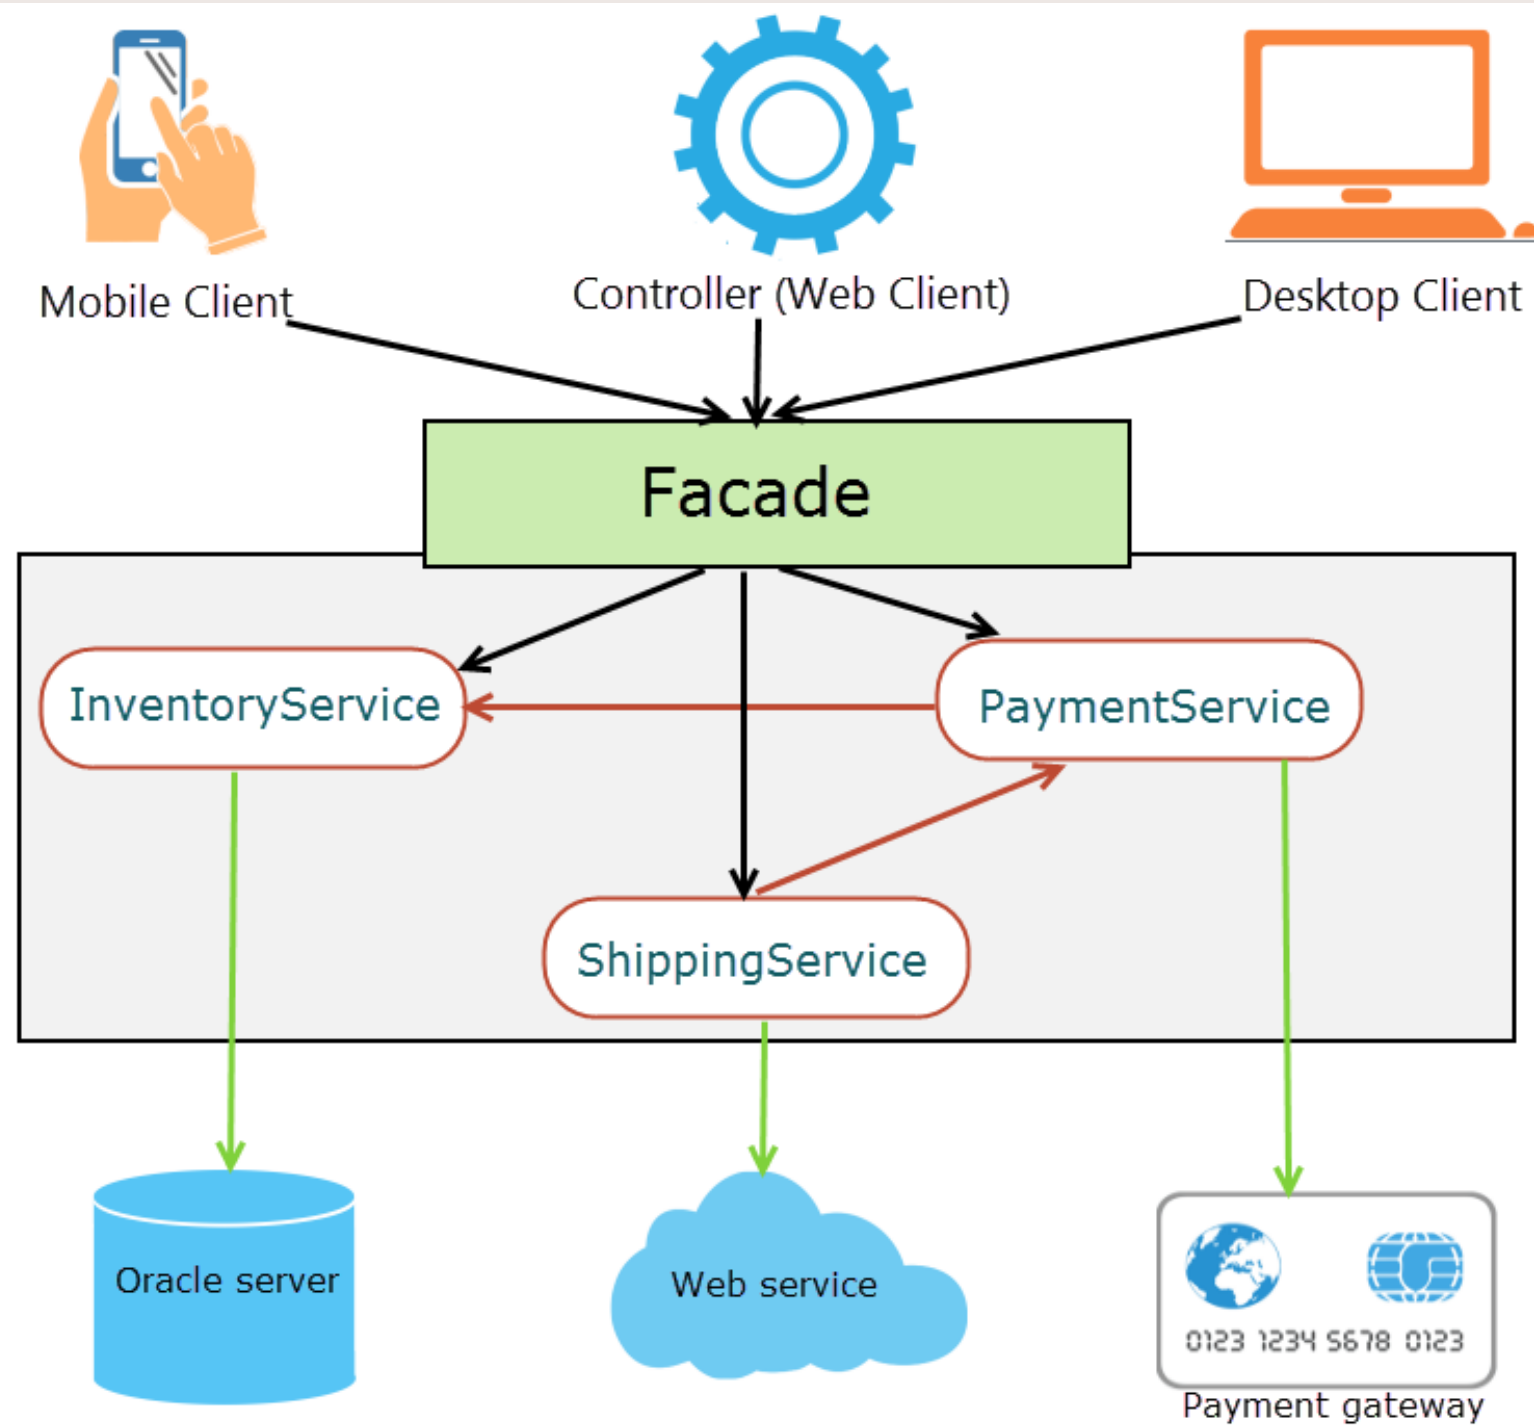 Mobile Client
Controller (Web Client)
Desktop Client
Facade
InventoryService
PaymentService
ShippingService
Oracle server
Web service
0123 1234 5678 0123
Payment gateway